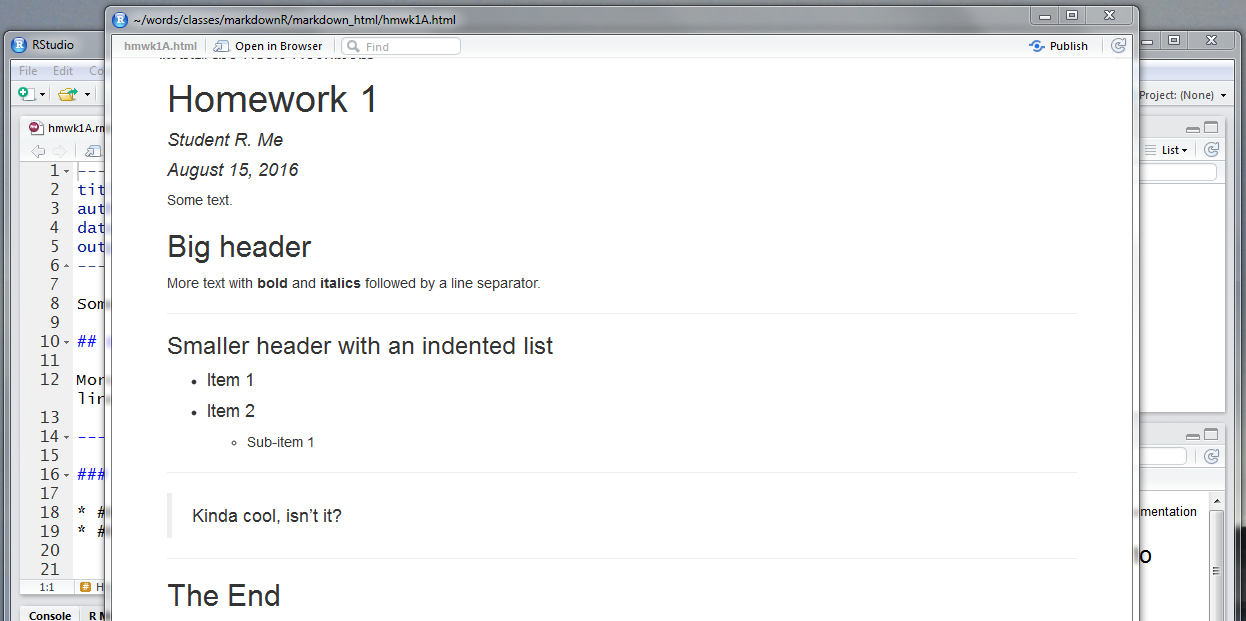 ~/words/classes/markdownR/markdown_html/hmwk1A.html
RStudio
hmwk1A.html
Open in Browser
Find
Publish
File Edit Co
Project: (None)
hmwk1A.rm
List
Homework 1
Student R. Me
August 15, 2016
Some text.
Big header
More text with bold and italics followed by a line separator.
Smaller header with an indented list
Item 1
Item 2
Sub-item 1
Kinda cool, isn't it?
The End
1 ---
2 tit
3 aut
4 dat
5 out
6 ---
7
8 Som
9
10 ##
11
12 Mor
lin
13
14 ---
15
16 ###
17
18 * #
19 * #
20
21
1:1 # H
Console R M
mentation
o